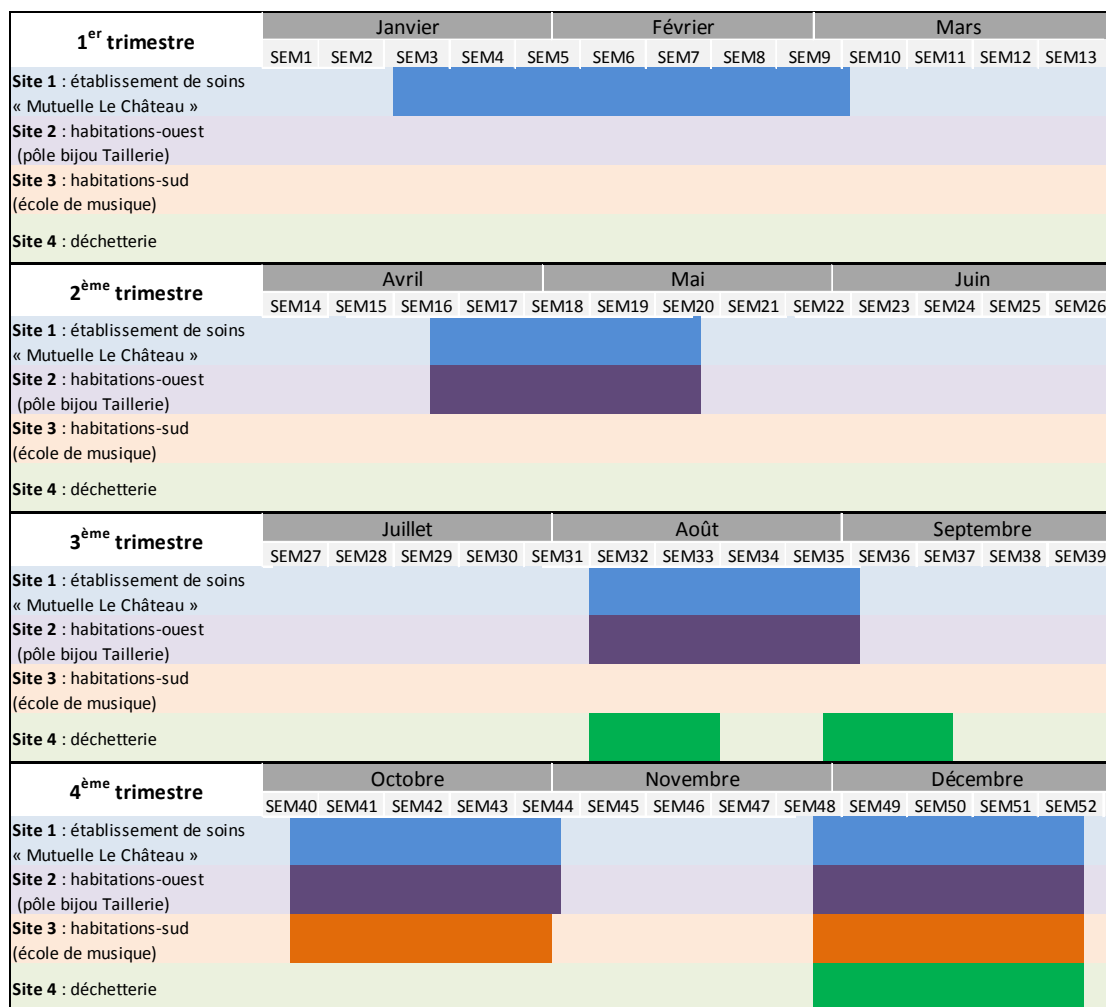 1er trimestre
Janvier Février Mars
SEM1 SEM2 SEM3 SEM4 SEM5 SEM6 SEM7 SEM8 SEM9 SEM10 SEM11 SEM12 SEM13
Site 1 : établissement de soins
« Mutuelle Le Château »
Site 2 : habitations-ouest
(pôle bijou Taillerie)
Site 3 : habitations-sud
(école de musique)
Site 4 : déchetterie
2ème trimestre
Avril Mai Juin
SEM14 SEM15 SEM16 SEM17 SEM18 SEM19 SEM20 SEM21 SEM22 SEM23 SEM24 SEM25 SEM26
Site 1 : établissement de soins
« Mutuelle Le Château »
Site 2 : habitations-ouest
(pôle bijou Taillerie)
Site 3 : habitations-sud
(école de musique)
Site 4 : déchetterie
3ème trimestre
Juillet Août Septembre
SEM27 SEM28 SEM29 SEM30 SEM31 SEM32 SEM33 SEM34 SEM35 SEM36 SEM37 SEM38 SEM39
Site 1 : établissement de soins
« Mutuelle Le Château »
Site 2 : habitations-ouest
(pôle bijou Taillerie)
Site 3 : habitations-sud
(école de musique)
Site 4 : déchetterie
4ème trimestre
Octobre Novembre Décembre
SEM40 SEM41 SEM42 SEM43 SEM44 SEM45 SEM46 SEM47 SEM48 SEM49 SEM50 SEM51 SEM52
Site 1 : établissement de soins
« Mutuelle Le Château »
Site 2 : habitations-ouest
(pôle bijou Taillerie)
Site 3 : habitations-sud
(école de musique)
Site 4 : déchetterie